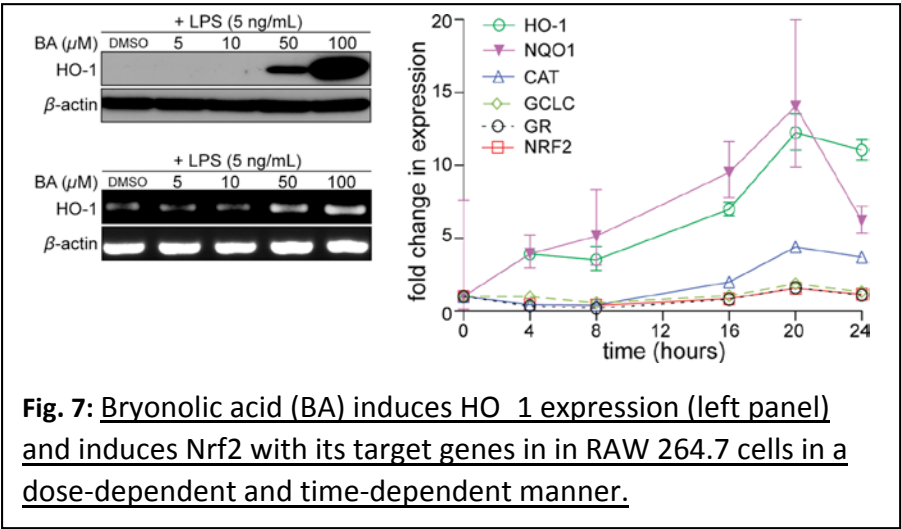 + LPS (5 ng/mL)
BA (μM) DMSO 5 10 50 100
HO-1
β-actin
+ LPS (5 ng/mL)
BA (μM) DMSO 5 10 50 100
HO-1
β-actin
fold change in expression
20
15
10
5
0
HO-1
NQO1
CAT
GCLC
GR
NRF2
0 4 8 12 16 20 24
time (hours)
Fig. 7: Bryonolic acid (BA) induces HO_1 expression (left panel)
and induces Nrf2 with its target genes in in RAW 264.7 cells in a
dose-dependent and time-dependent manner.